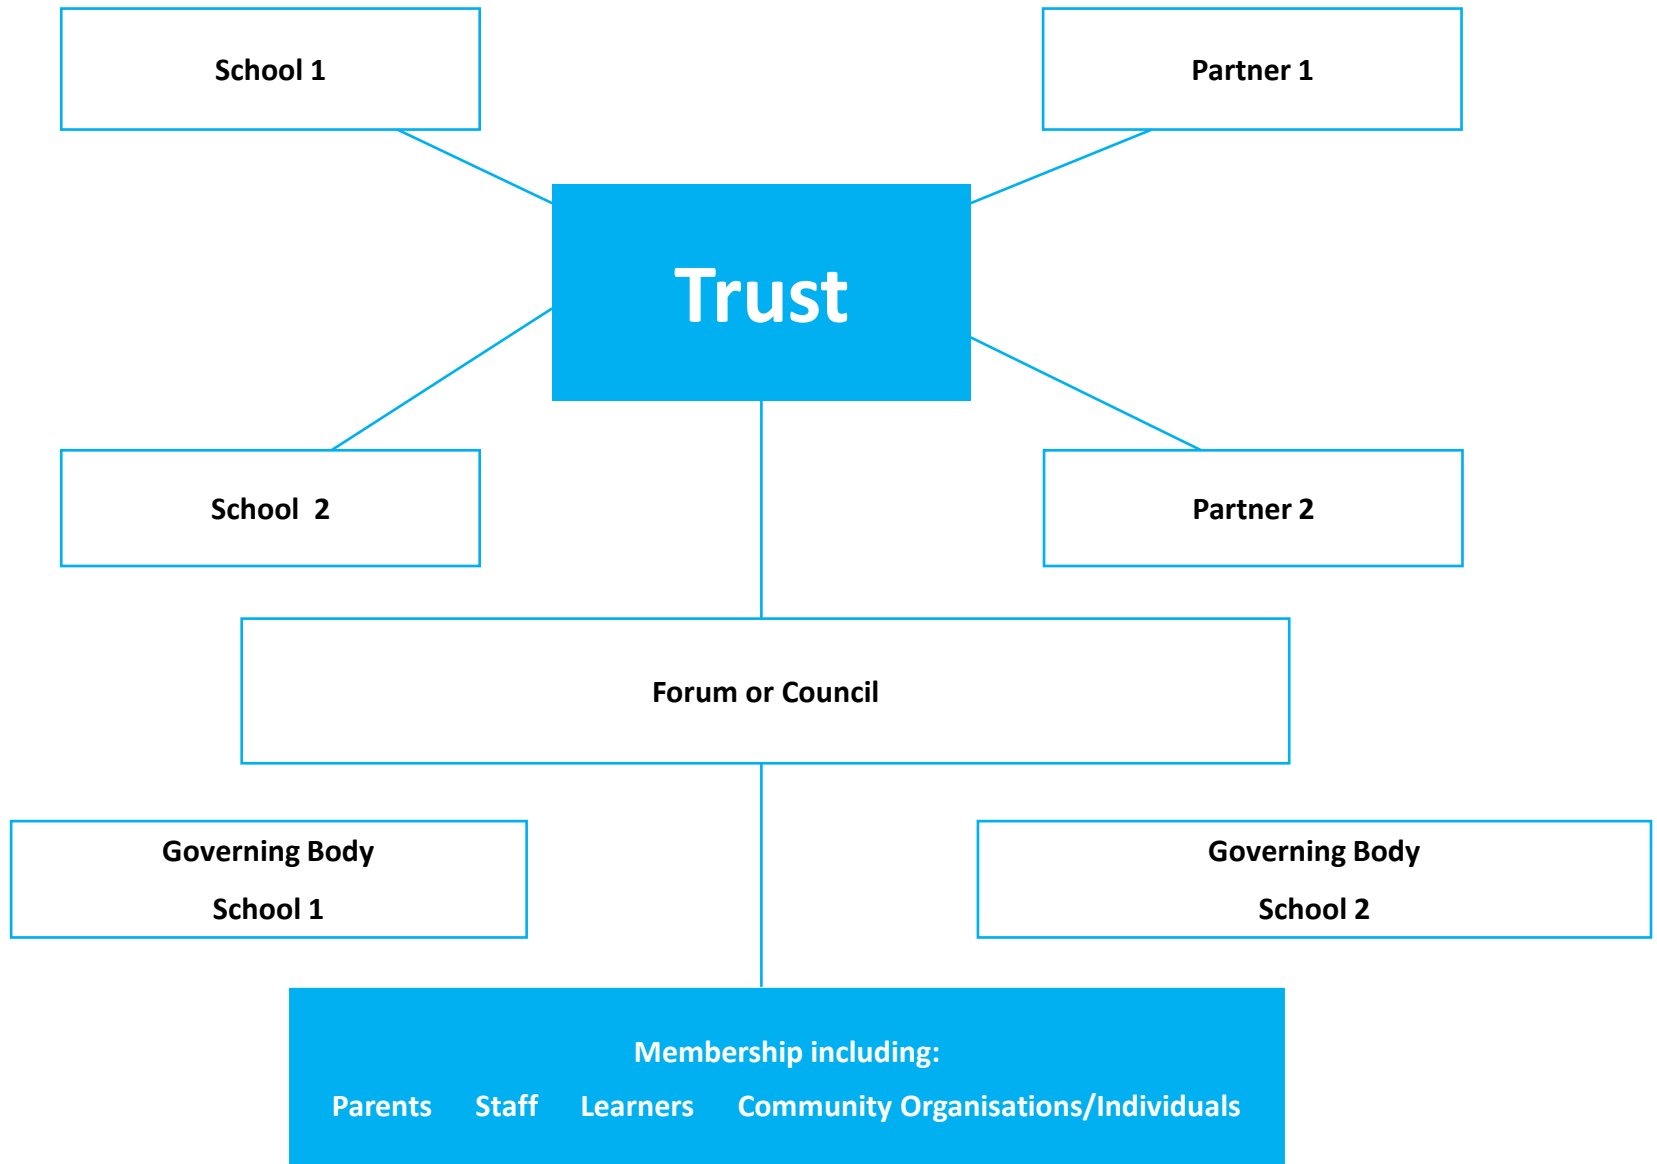 School 1
Partner 1
Trust
School  2
Partner 2
Forum or Council
Governing Body
School 1
Governing Body
School 2
Membership including:
Parents Staff Learners Community Organisations/Individuals